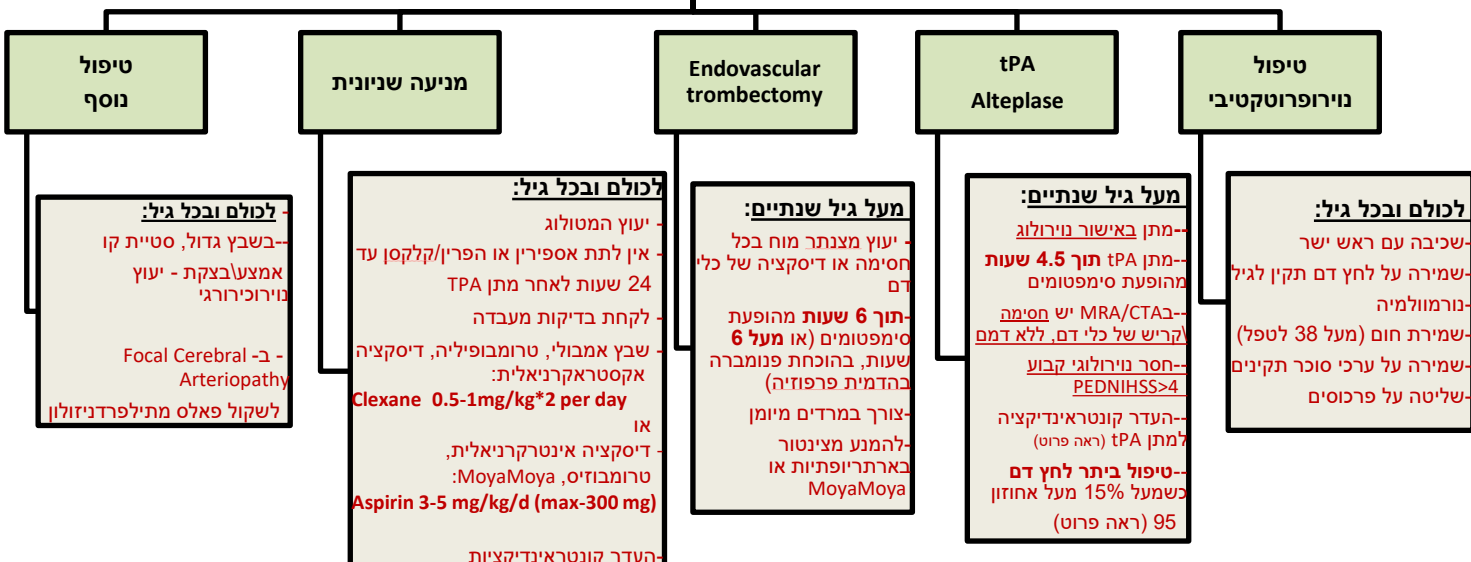 טיפול
נוירופרוטקטיבי
לכולם ובכל גיל:
-שכיבה עם ראש ישר
-שמירה על לחץ דם תקין לגיל
-נורמוולמיה
-שמירת חום (מעל 38 לטפל)
-שמירה על ערכי סוכר תקינים
-שליטה על פרכוסים
tPA
Alteplase
מעל גיל שנתיים:
--מתן באישור נוירולוג
--מתן tPA תוך 4.5 שעות
מהופעת סימפטומים
--בMRA/CTA יש חסימה
\קריש של כלי דם, ללא דמם
--חסר נוירולוגי קבוע
PEDNIHSS>4
--העדר קונטראינדיקציה
למתן tPA (ראה פרוט)
--טיפול ביתר לחץ דם
כשמעל 15% מעל אחוזון
95 (ראה פרוט)
Endovascular
trombectomy
מעל גיל שנתיים:
- יעוץ מצנתר מוח בכל
חסימה או דיסקציה של כלי
דם
-תוך 6 שעות מהופעת
סימפטומים (או מעל 6
שעות, בהוכחת פנומברה
בהדמית פרפוזיה)
-צורך במרדים מיומן
-להמנע מצינטור
בארתריופתיות או
MoyaMoya
מניעה שניונית
לכולם ובכל גיל:
- יעוץ המטולוג
- אין לתת אספירין או הפרין/קלקסן עד
24 שעות לאחר מתן TPA
- לקחת בדיקות מעבדה
- שבץ אמבולי, טרומבופיליה, דיסקציה
אקסטראקרניאלית:
Clexane 0.5-1mg/kg*2 per day
או
- דיסקציה אינטרקרניאלית,
טרומבוזיס, MoyaMoya:
Aspirin 3-5 mg/kg/d (max-300 mg)
-העדר קונטראינדיקציות
טיפול
נוסף
- לכולם ובכל גיל:
--בשבץ גדול, סטיית קו
אמצע\בצקת - יעוץ
נוירוכירורגי
- ב- Focal Cerebral
Arteriopathy
לשקול פאלס מתילפרדניזולון